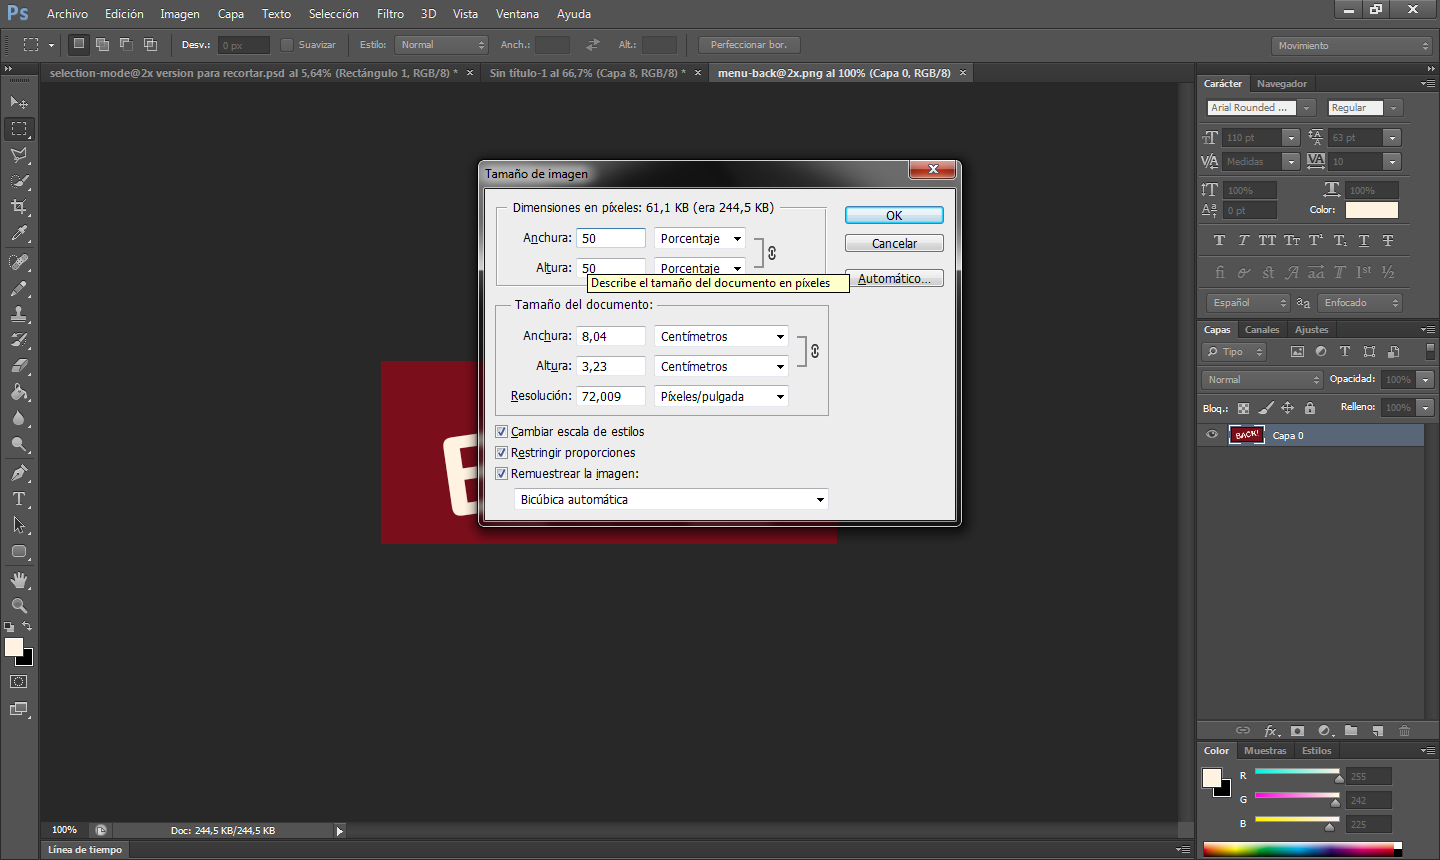 Ps Archivo Edición Imagen Capa Texto Selección Filtro 3D Vista Ventana Ayuda
Desv.: 0 px Suavizar Estilo: Normal Anch.: Alt.: Perfeccionar bor. Movimiento
selection-mode@2x version para recortar.psd al 5,64% (Rectángulo 1, RGB/8) * Sin título-1 al 66,7% (Capa 8, RGB/8) * menu-back@2x.png al 100% (Capa 0, RGB/8)
Tamaño de imagen
Dimensiones en píxeles: 61,1 KB (era 244,5 KB)
Anchura: 50 Porcentaje
Altura: 50 Porcentaje
Describe el tamaño del documento en píxeles
OK
Cancelar
Automático...
Tamaño del documento:
Anchura: 8,04 Centímetros
Altura: 3,23 Centímetros
Resolución: 72,009 Píxeles/pulgada
Cambiar escala de estilos
Restringir proporciones
Remuestrear la imagen:
Bicúbica automática
Carácter Navegador
Arial Rounded ... Regular
110 pt 63 pt
Medidas 10
100% 100%
0 pt Color:
Español aa Enfocado
Capas Canales Ajustes
Tipo
Normal Opacidad: 100%
Bloq.: Relleno: 100%
BACK! Capa 0
Color Muestras Estilos
R 255
G 242
B 225
100% Doc: 244,5 KB/244,5 KB
Línea de tiempo